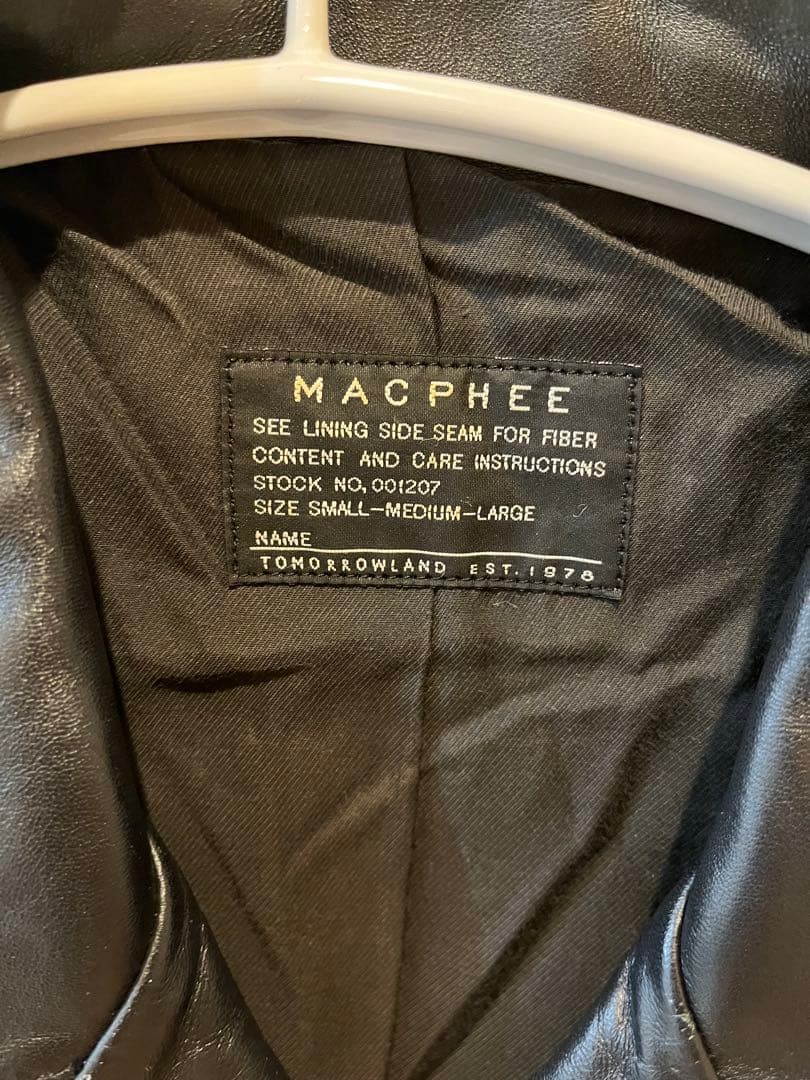 MACPHEE
SEE LINING SIDE SEAM FOR FIBER
CONTENT AND CARE INSTRUCTIONS
STOCK NO, 001207
SIZE SMALL-MEDIUM-LARGE
NAME
TOMORROWLAND EST. 1978